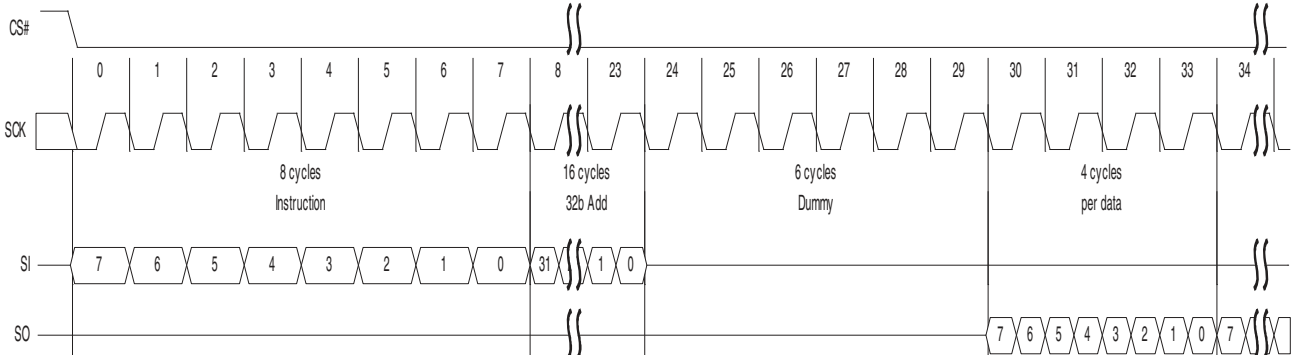 CS#
0 1 2 3 4 5 6 7 8 23 24 25 26 27 28 29 30 31 32 33 34
SCK
8 cycles 16 cycles 6 cycles 4 cycles
Instruction 32b Add Dummy per data
SI 7 6 5 4 3 2 1 0 31 1 0
SO 7 6 5 4 3 2 1 0 7